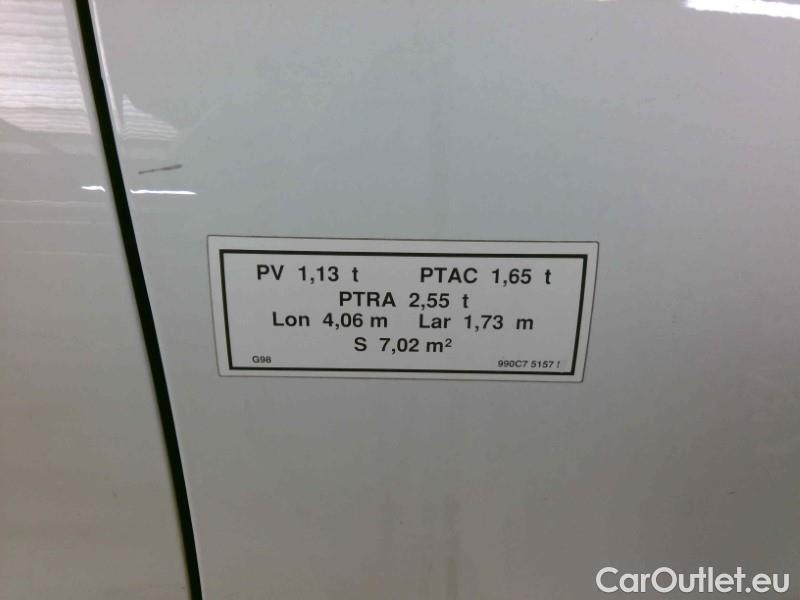 PV 1,13 t PTAC 1,65 t
PTRA 2,55 t
Lon 4,06 m Lar 1,73 m
S 7,02 m²
G98 990C7 5157
CarOutlet.eu